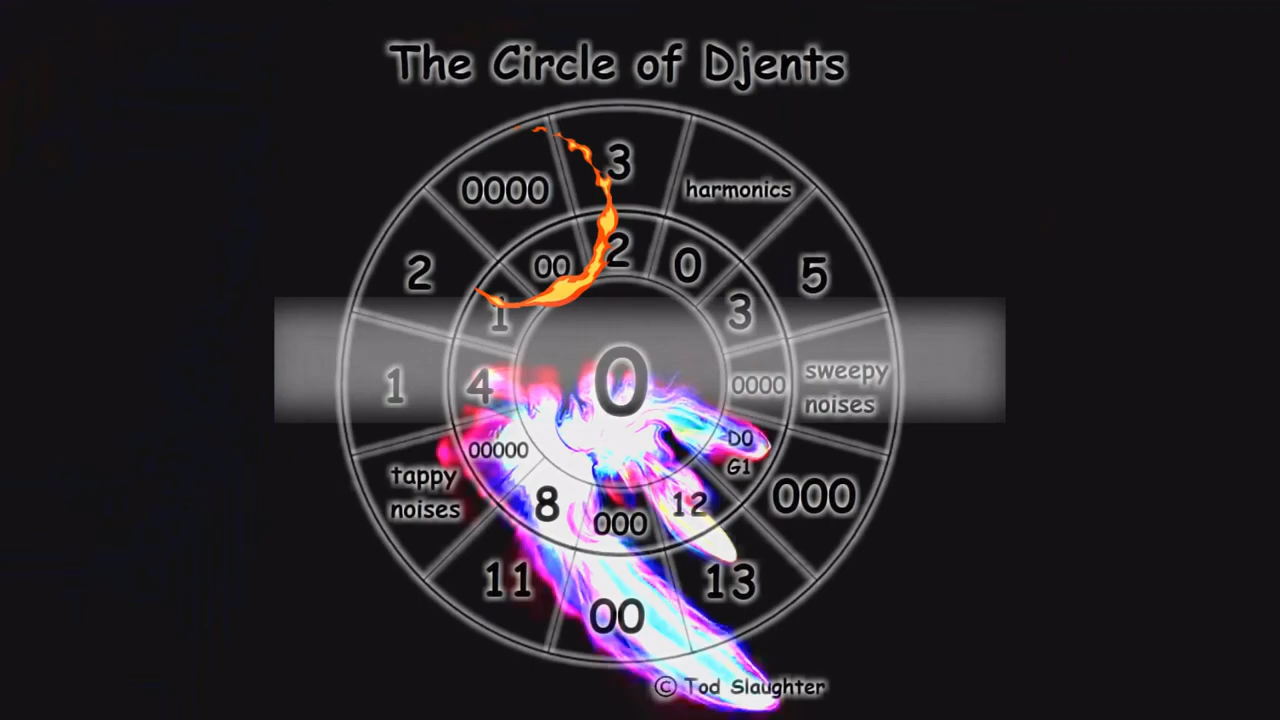 The Circle of Djents
3
0000
harmonics
2
5
2
00
0
1
3
0
1
4
0000
sweepy
noises
D0
G1
00000
tappy
noises
000
8
12
000
11
13
00
© Tod Slaughter